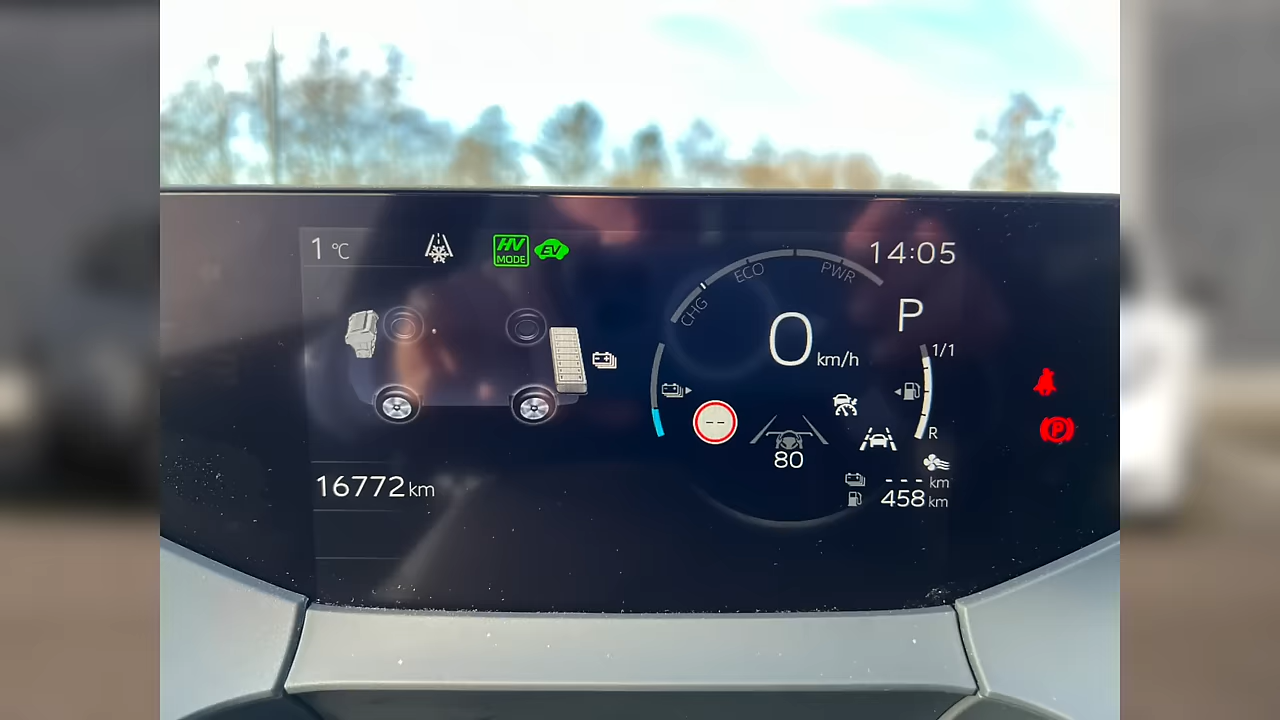 1 °C
HV
MODE
EV
14:05
CHG
ECO
PWR
P
0 km/h
1/1
--
R
80
16772 km
--- km
458 km
P